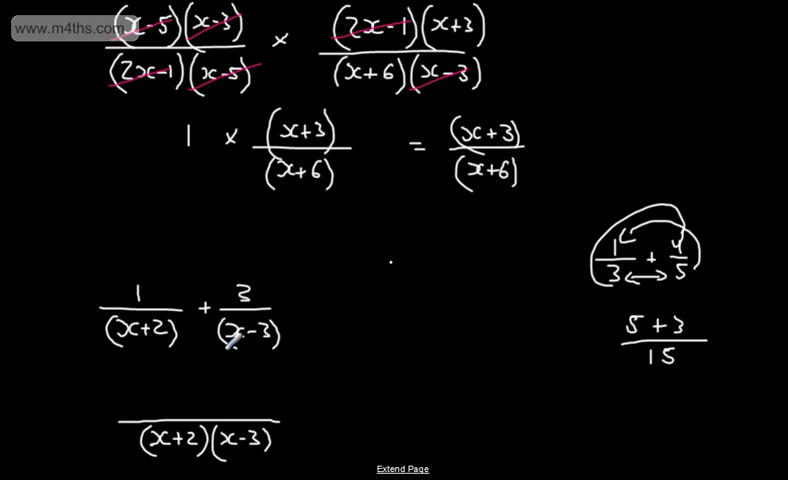 www.m4ths.com
(x-5)(x-3) / (2x-1)(x-5) × (2x-1)(x+3) / (x+6)(x-3)
1 × (x+3) / (x+6) = (x+3) / (x+6)
1/3 + 4/5
1 / (x+2) + 3 / (x-3)
5 + 3 / 15
(x+2)(x-3)
Extend Page